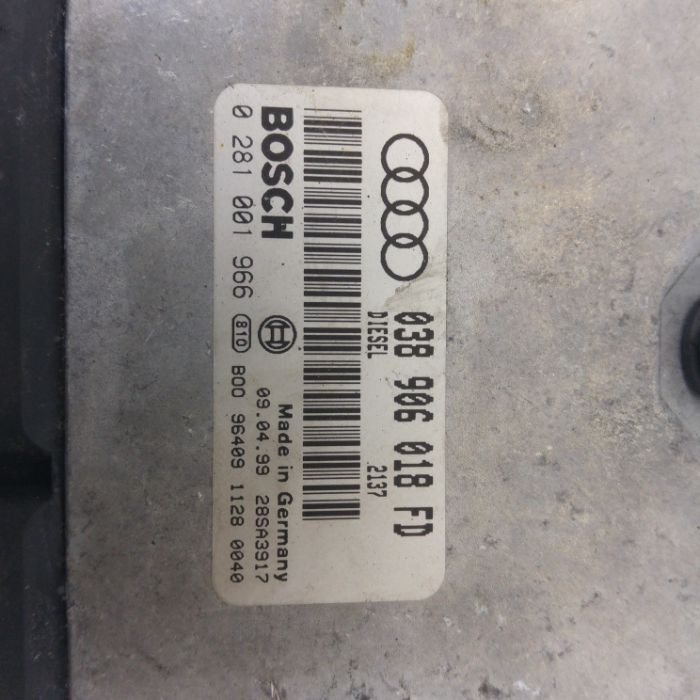 038 906 018 FD
DIESEL 2137
BOSCH
Made in Germany
09.04.99 28SA3917
0 281 001 966 810 B00 96409 1128 0040